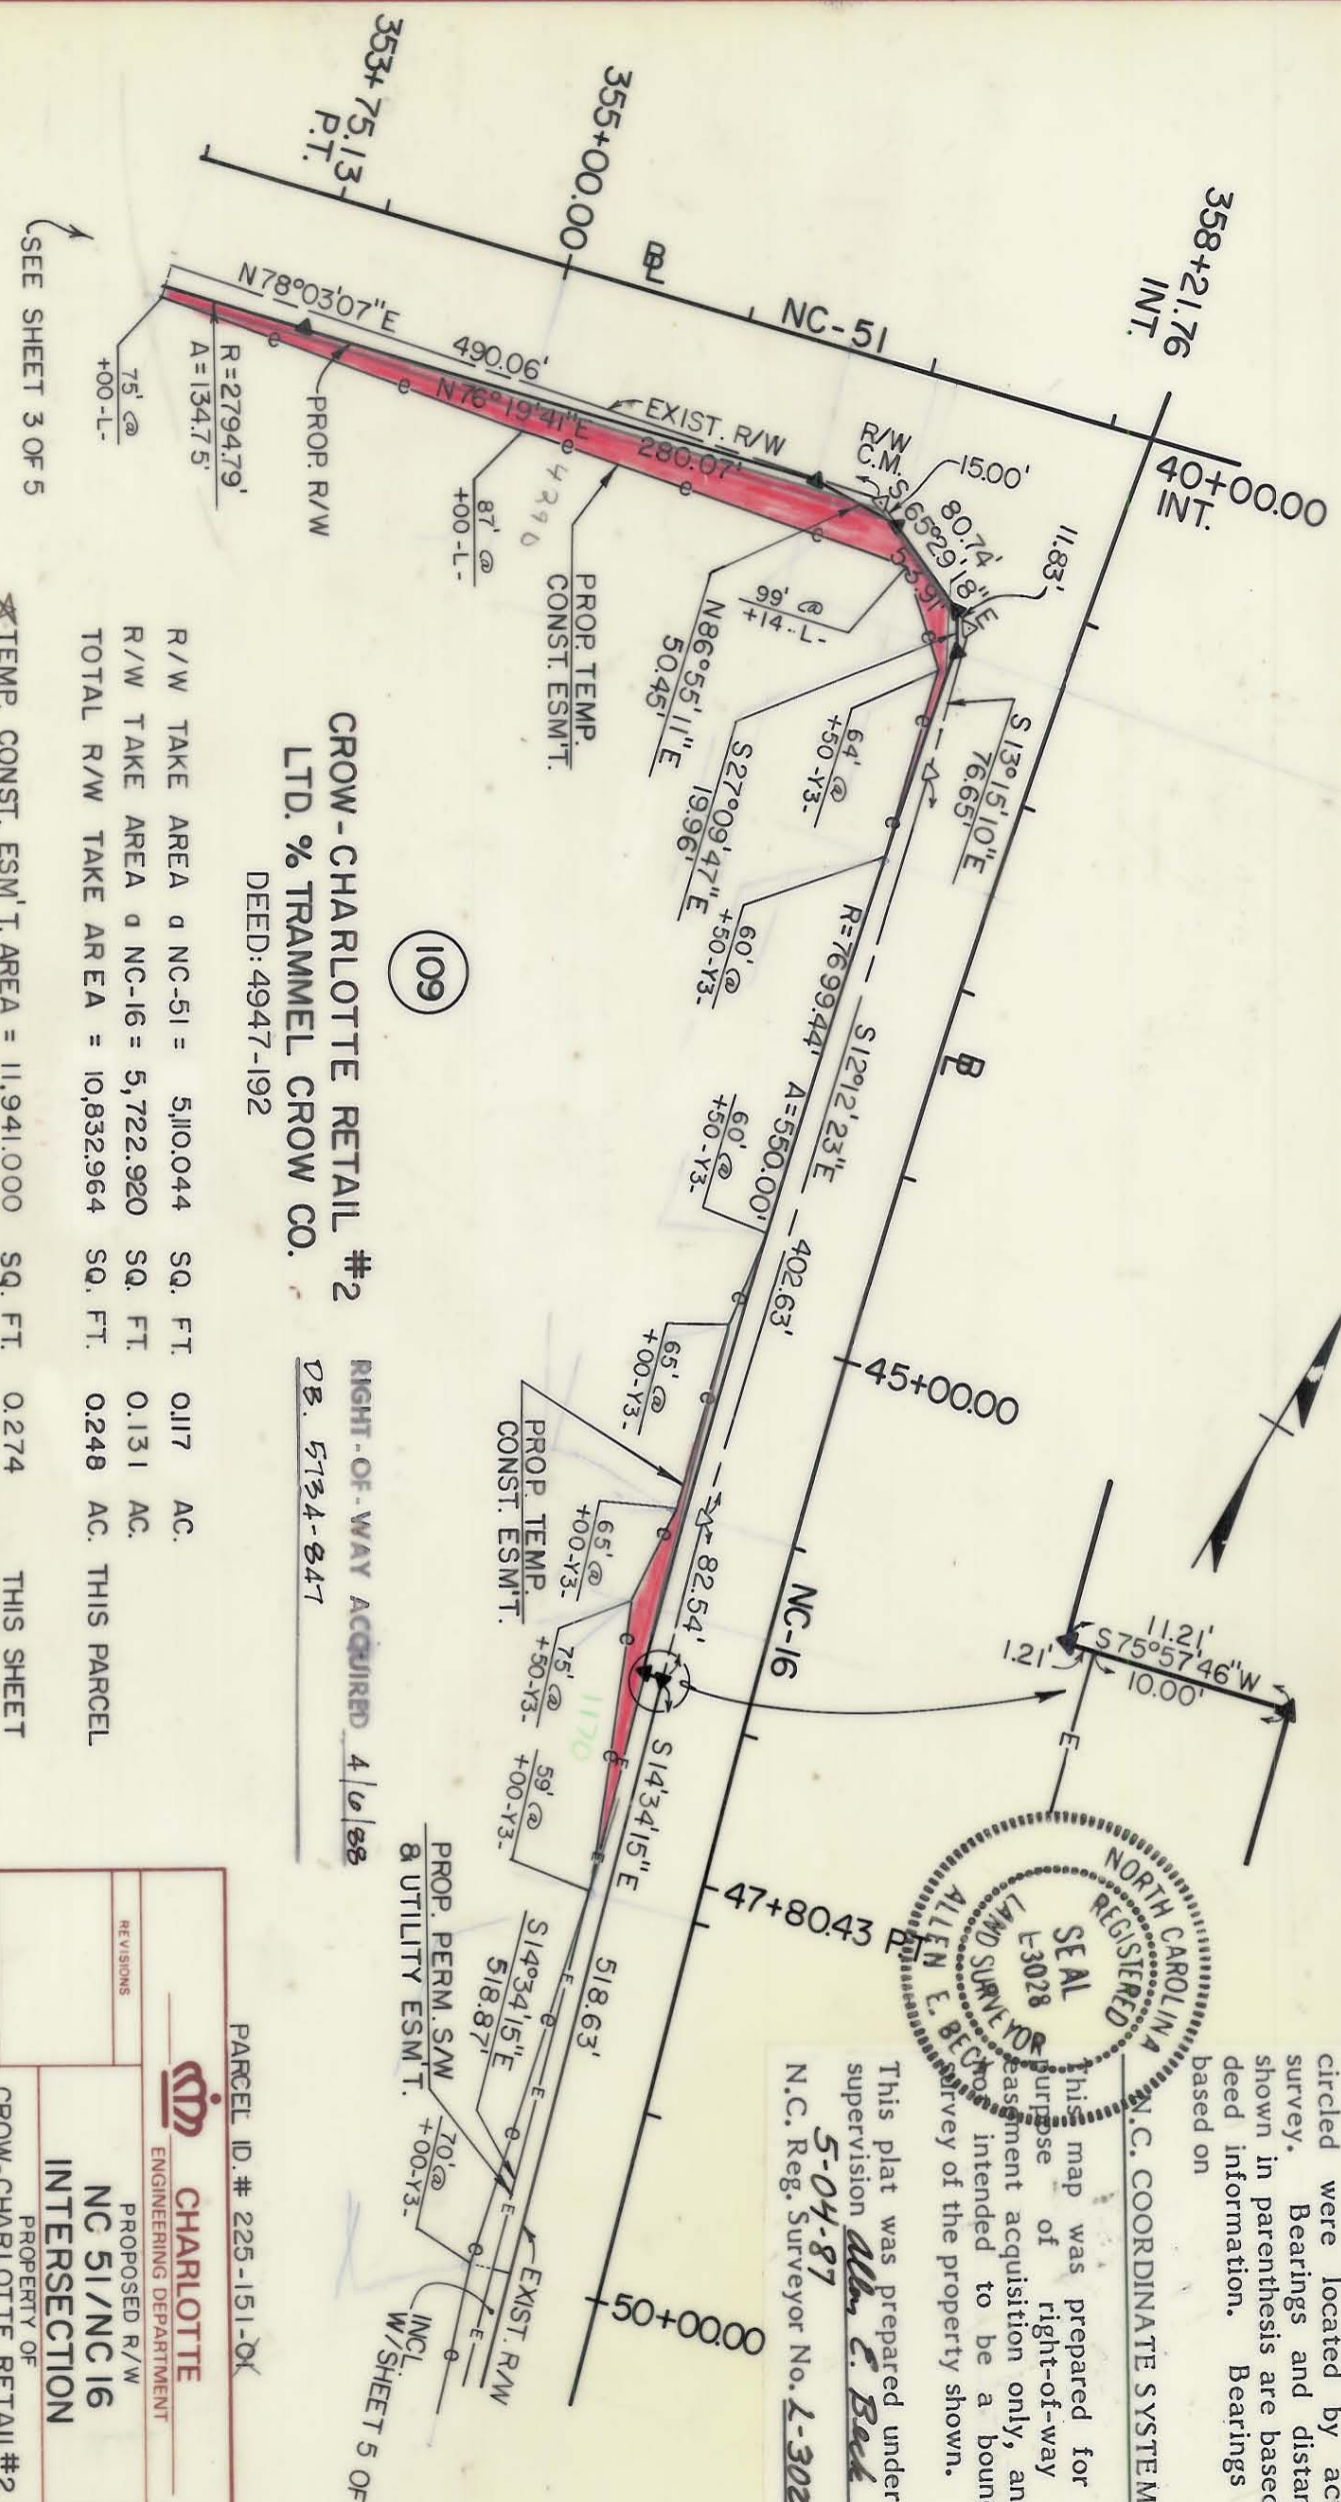 358+21.76
INT.
40+00.00
INT.
353+75.13
P.T.
355+00.00
BL
NC-51
N78°03'07"E
490.06'
EXIST. R/W
N76°19'41"E
280.07'
R/W
C.M.
15.00'
80.74'
S 65°29'18"E
11.83'
53.91'
R=2794.79'
A=134.75'
PROP. R/W
75' @
+00-L-
87' @
+00-L-
4290
99' @
+14-L-
PROP. TEMP.
CONST. ESM'T.
N86°55'11"E
50.45'
S27°09'47"E
19.96'
64' @
+50-Y3-
60' @
+50-Y3-
S 13°15'10"E
76.65'
SEE SHEET 3 OF 5
R=7699.44'
A=550.00'
S12°12'23"E
402.63'
BL
60' @
+50-Y3-
65' @
+00-Y3-
45+00.00
PROP. TEMP.
CONST. ESM'T.
65' @
+00-Y3-
82.54'
NC-16
75' @
+50-Y3-
1170
59' @
+00-Y3-
11.21'
S75°57'46"W
1.21'
10.00'
E
S14°34'15"E
518.63'
47+80.43 PT
S14°34'15"E
518.87'
PROP. PERM. S/W
& UTILITY ESM'T.
70' @
+00-Y3-
EXIST. R/W
INCL.
W/SHEET 5 OF
50+00.00
109
CROW-CHARLOTTE RETAIL #2
LTD. % TRAMMEL CROW CO.
DEED: 4947-192
RIGHT-OF-WAY ACQUIRED 4/6/88
DB. 5734-847
R/W TAKE AREA a NC-51 = 5,110.044 SQ. FT. 0.117 AC.
R/W TAKE AREA a NC-16 = 5,722.920 SQ. FT. 0.131 AC.
TOTAL R/W TAKE AREA = 10,832.964 SQ. FT. 0.248 AC. THIS PARCEL
TEMP. CONST. ESM'T. AREA = 11,941.000 SQ. FT. 0.274 THIS SHEET
circled were located by
survey. Bearings and
shown in parenthesis are
deed information. Bearings
based on
N.C. COORDINATE SYSTEM
This map was prepared for
purpose of right-of-way
easement acquisition only,
not intended to be a
survey of the property shown.
This plat was prepared under
supervision Allen E. Beck
5-04-87
N.C. Reg. Surveyor No. L-302
NORTH CAROLINA
REGISTERED
SEAL
L-3028
LAND SURVEYOR
ALLEN E.
PARCEL ID.# 225-151-01
CHARLOTTE
ENGINEERING DEPARTMENT
REVISIONS
PROPOSED R/W
NC 51/NC 16
INTERSECTION
PROPERTY OF
CROW-CHARLOTTE RETAIL #2